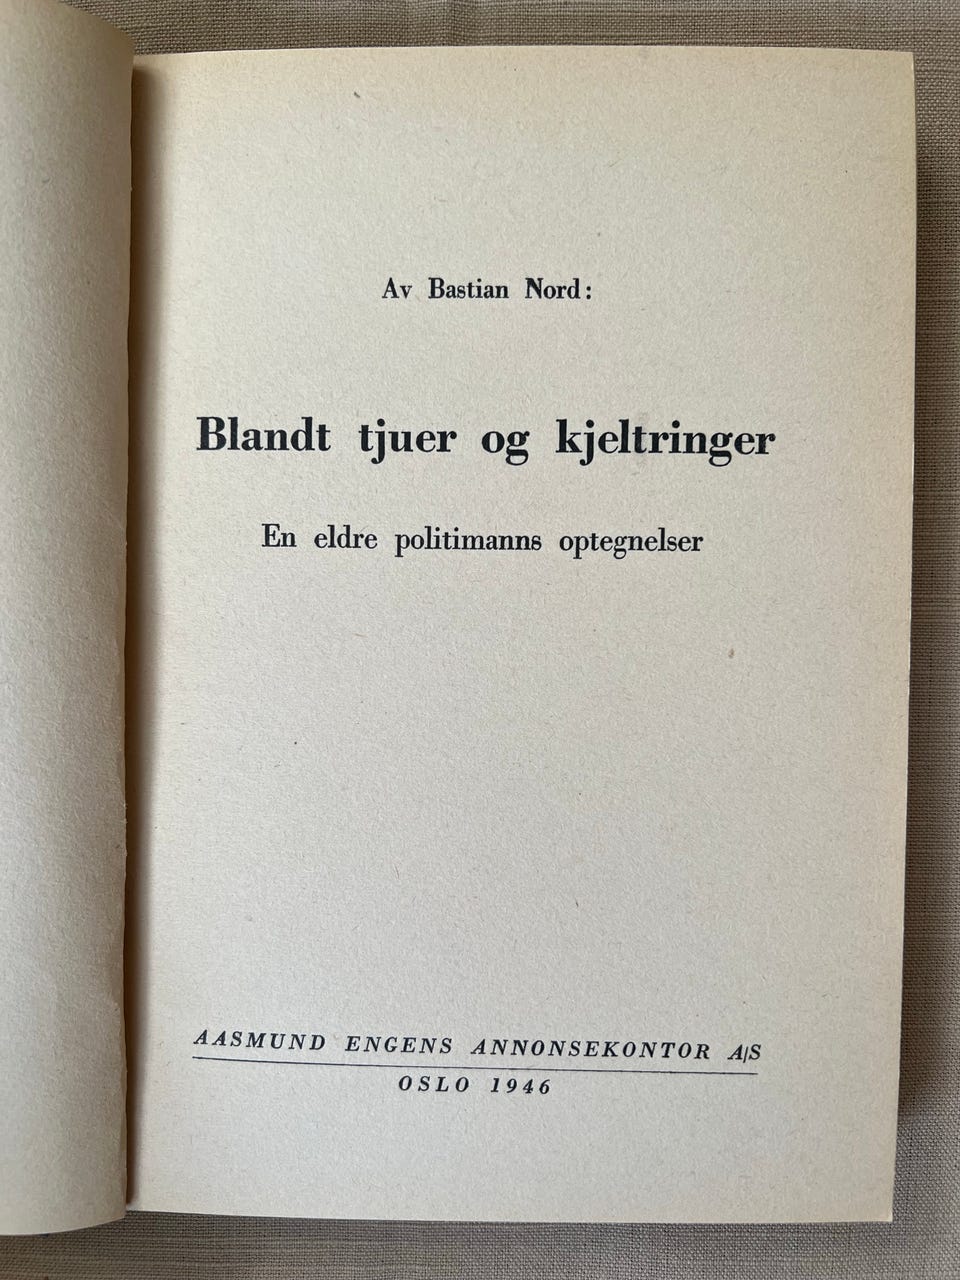 Av Bastian Nord:
Blandt tjuer og kjeltringer
En eldre politimanns optegnelser
AASMUND ENGENS ANNONSEKONTOR A/S
OSLO 1946